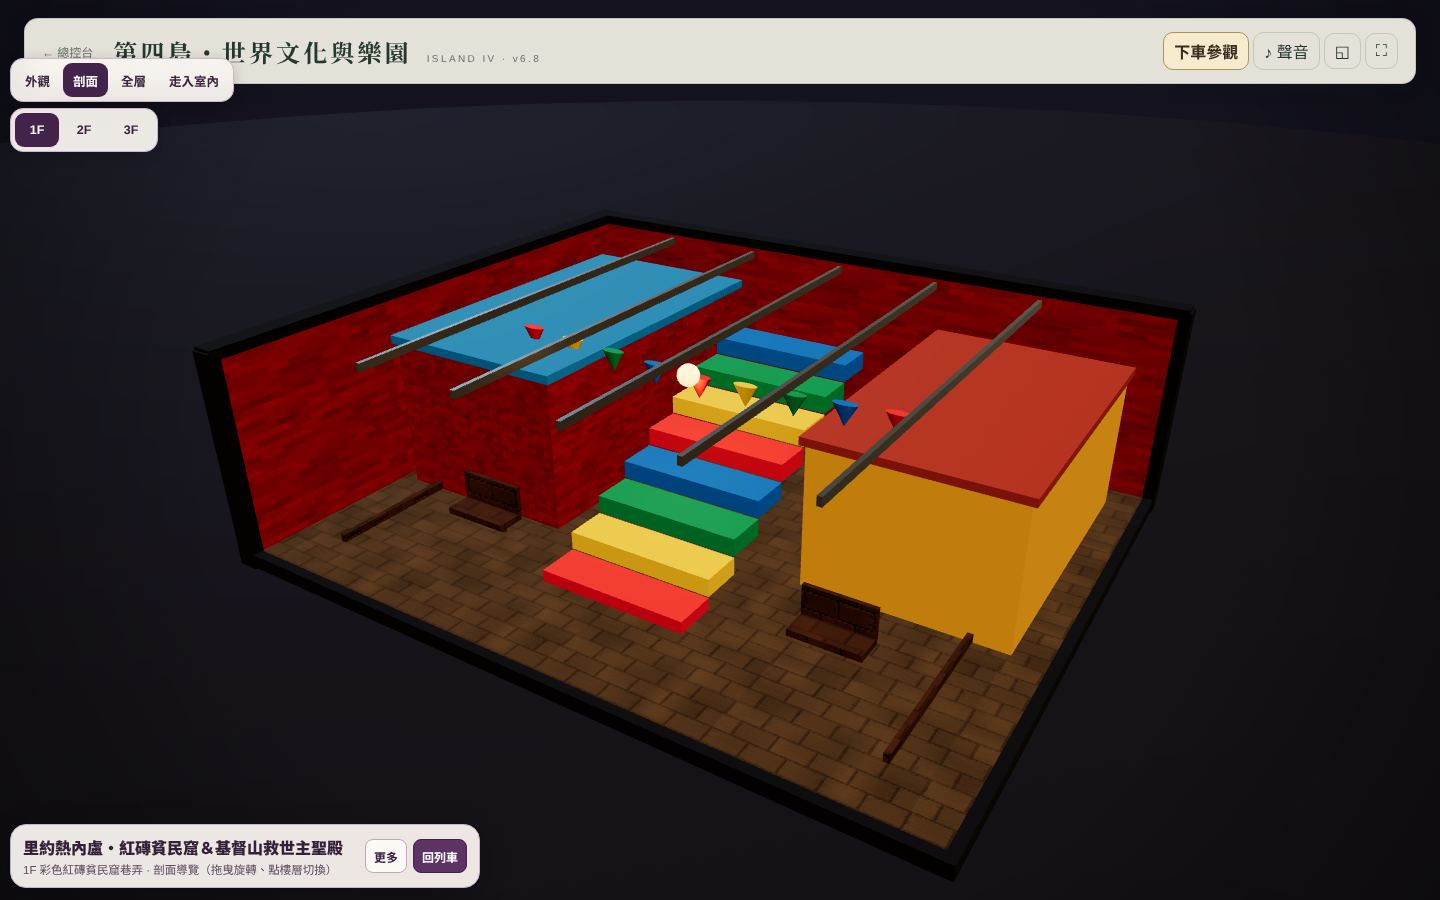 ← 總控台 第四島・世界文化與樂園 ISLAND IV · v6.8 下車參觀 ♪ 聲音
外觀 剖面 全層 走入室內
1F 2F 3F
里約熱內盧・紅磚貧民窟＆基督山救世主聖殿
1F 彩色紅磚貧民窟巷弄 · 剖面導覽（拖曳旋轉、點樓層切換）
更多 回列車